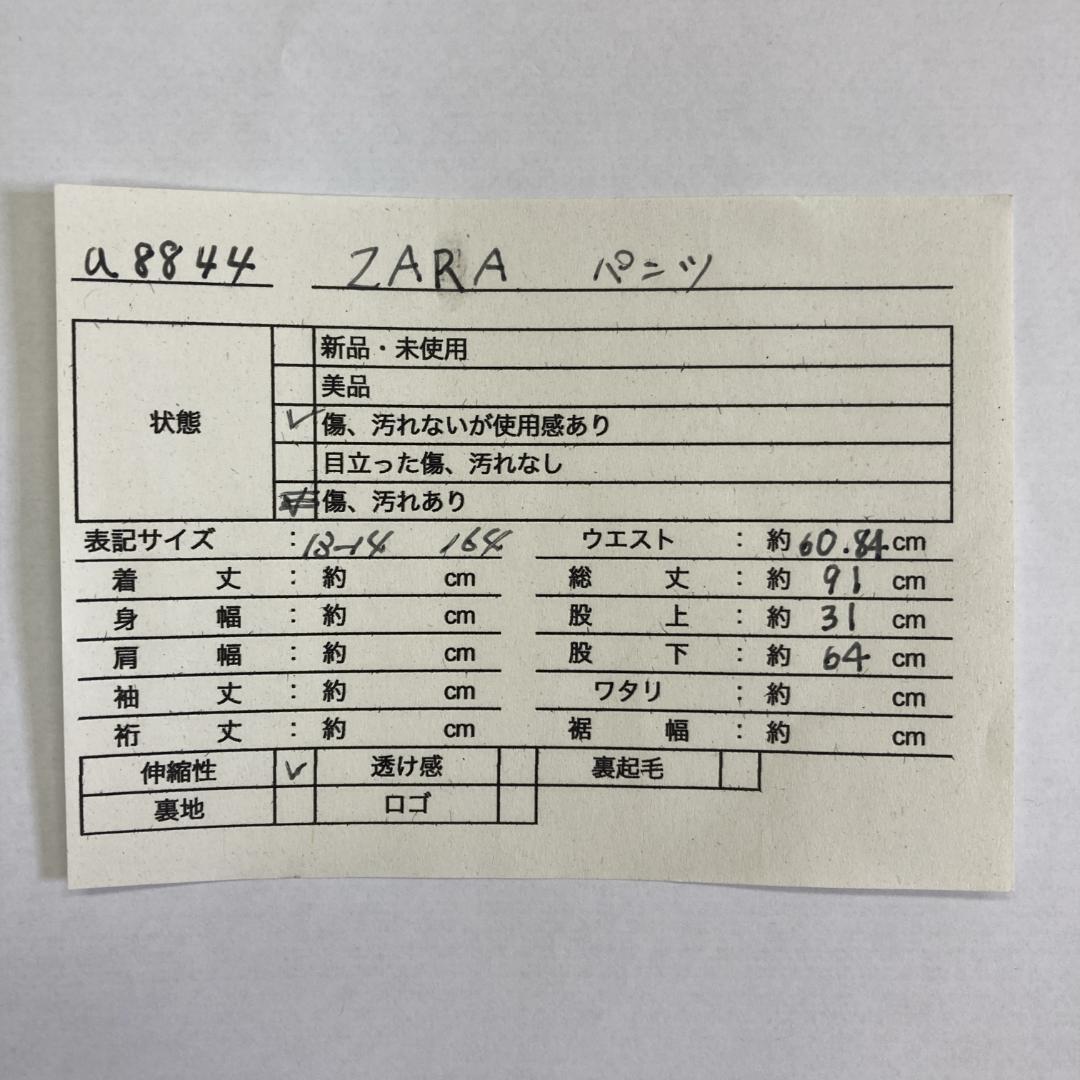 a8844 ZARA パンツ
新品・未使用
美品
状態 ✓ 傷、汚れないが使用感あり
目立った傷、汚れなし
傷、汚れあり
表記サイズ : 13-14 164 ウエスト : 約 60.84 cm
着丈 : 約 cm 総丈 : 約 91 cm
身幅 : 約 cm 股上 : 約 31 cm
肩幅 : 約 cm 股下 : 約 64 cm
袖丈 : 約 cm ワタリ : 約 cm
裄丈 : 約 cm 裾幅 : 約 cm
伸縮性 ✓ 透け感 裏起毛
裏地 ロゴ